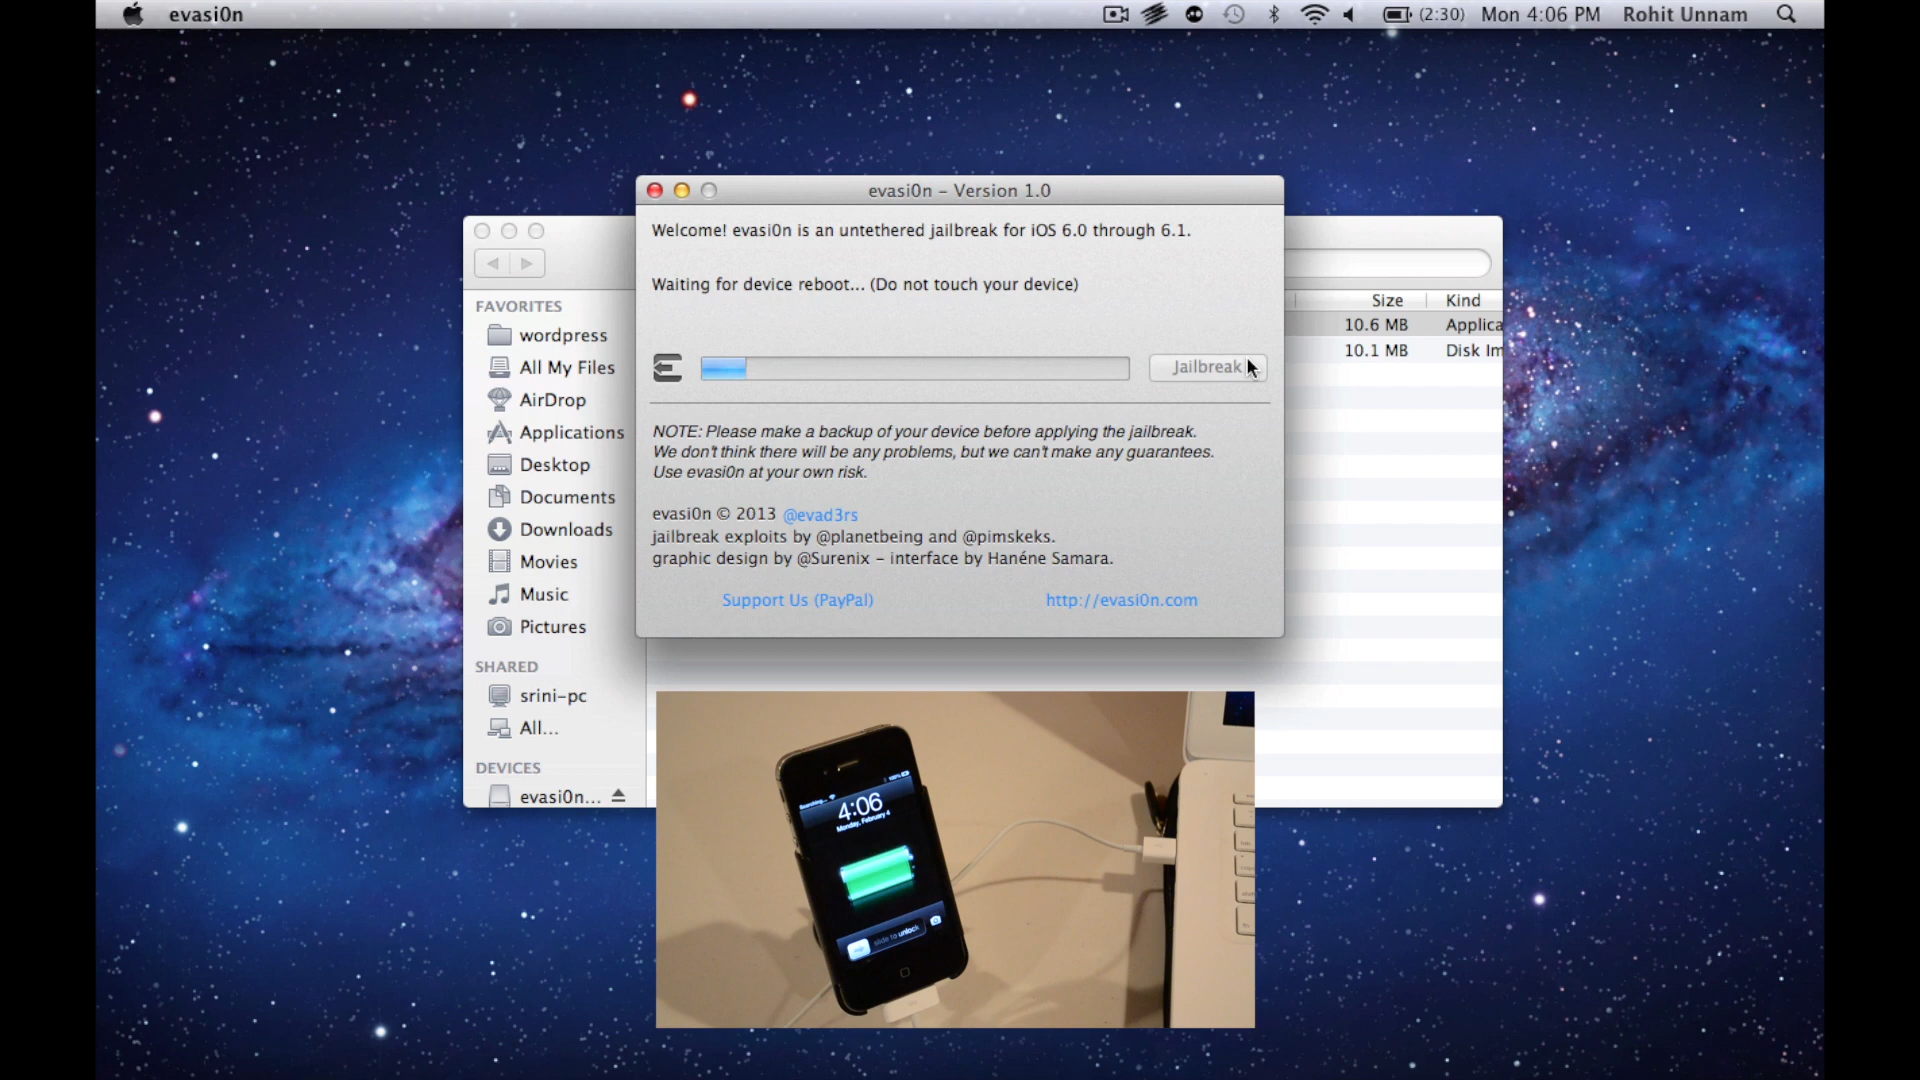 evasi0n
(2:30) Mon 4:06 PM Rohit Unnam
evasi0n – Version 1.0
Welcome! evasi0n is an untethered jailbreak for iOS 6.0 through 6.1.
Waiting for device reboot... (Do not touch your device)
Jailbreak
NOTE: Please make a backup of your device before applying the jailbreak.
We don't think there will be any problems, but we can't make any guarantees.
Use evasi0n at your own risk.
evasi0n © 2013 @evad3rs
jailbreak exploits by @planetbeing and @pimskeks.
graphic design by @Surenix – interface by Hanéne Samara.
Support Us (PayPal)
http://evasi0n.com
FAVORITES
wordpress
All My Files
AirDrop
Applications
Desktop
Documents
Downloads
Movies
Music
Pictures
SHARED
srini-pc
All...
DEVICES
evasi0n...
Size Kind
10.6 MB Applica
10.1 MB Disk Im
Searching...
100%
4:06
Monday, February 4
slide to unlock